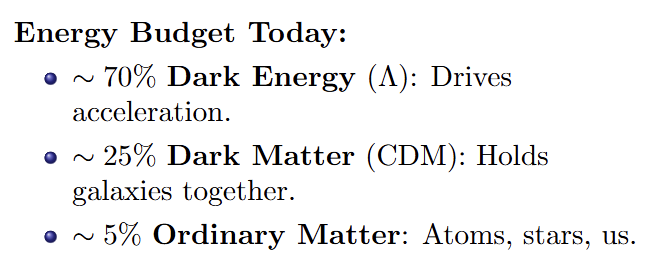 Energy Budget Today:
∼ 70% Dark Energy (Λ): Drives
acceleration.
∼ 25% Dark Matter (CDM): Holds
galaxies together.
∼ 5% Ordinary Matter: Atoms, stars, us.